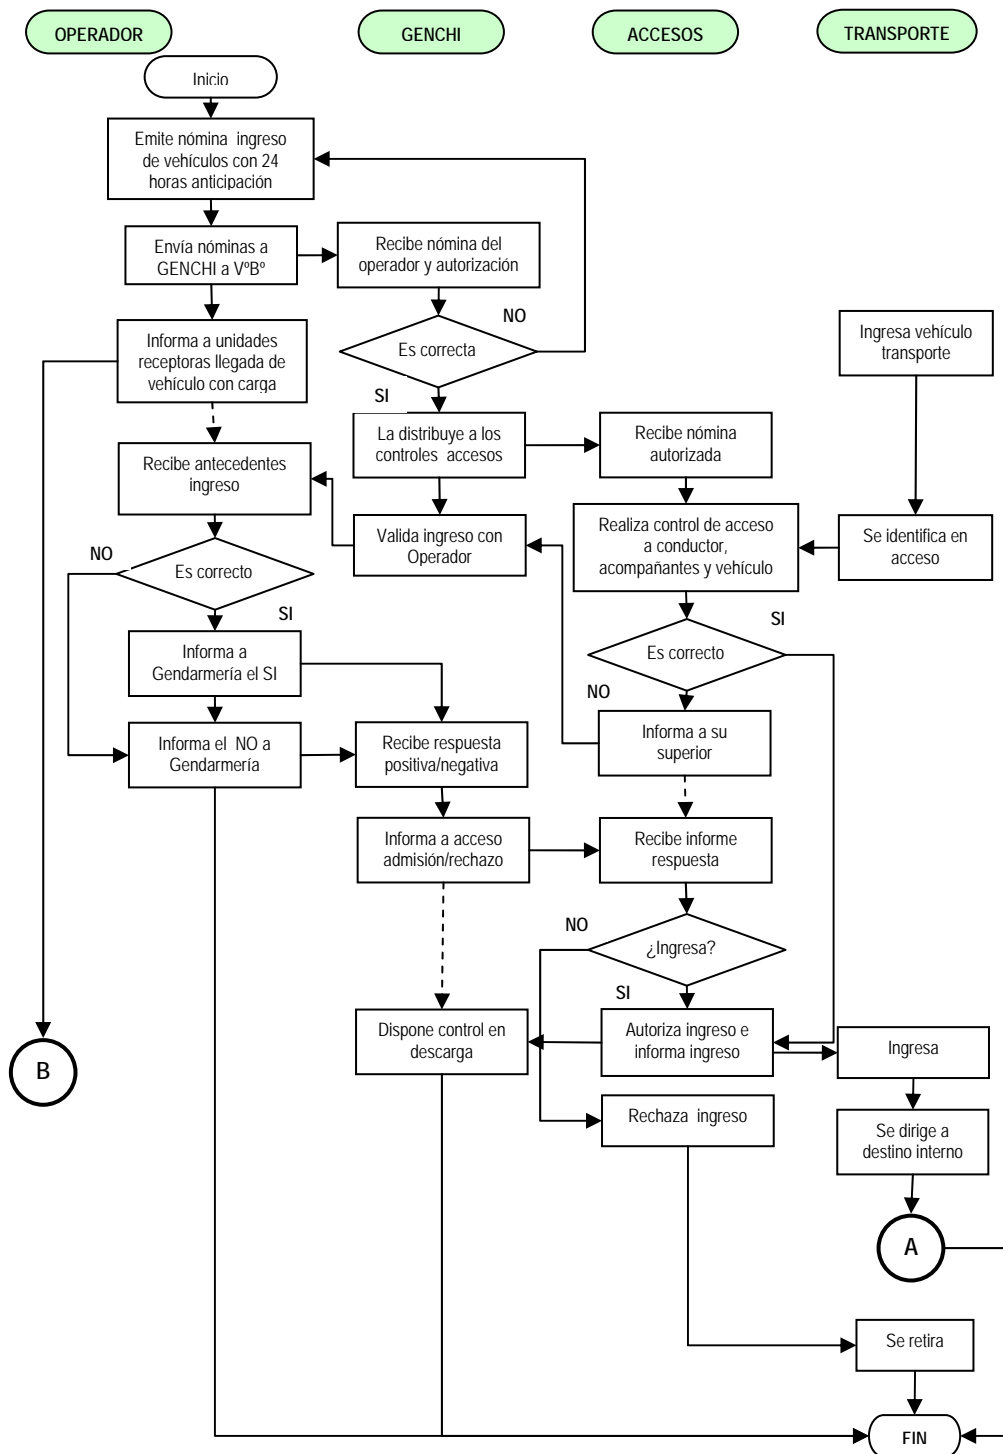 OPERADOR
GENCHI
ACCESOS
TRANSPORTE
Inicio
Emite nómina ingreso
de vehículos con 24
horas anticipación
Envía nóminas a
GENCHI a VºBº
Recibe nómina del
operador y autorización
NO
Informa a unidades
receptoras llegada de
vehículo con carga
Es correcta
Ingresa vehículo
transporte
SI
La distribuye a los
controles accesos
Recibe nómina
autorizada
Recibe antecedentes
ingreso
Valida ingreso con
Operador
Realiza control de acceso
a conductor,
acompañantes y vehículo
Se identifica en
acceso
NO
Es correcto
SI
SI
Es correcto
NO
Informa a
Gendarmería el SI
Informa el NO a
Gendarmería
Recibe respuesta
positiva/negativa
Informa a su
superior
Informa a acceso
admisión/rechazo
Recibe informe
respuesta
NO
¿Ingresa?
SI
Dispone control en
descarga
Autoriza ingreso e
informa ingreso
Ingresa
B
Rechaza ingreso
Se dirige a
destino interno
A
Se retira
FIN